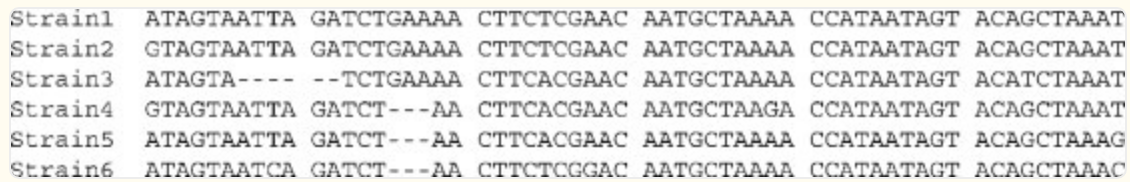 Strain1 ATAGTAATTA GATCTGAAAA CTTCTCGAAC AATGCTAAAA CCATAATAGT ACAGCTAAAT
Strain2 GTAGTAATTA GATCTGAAAA CTTCTCGAAC AATGCTAAAA CCATAATAGT ACAGCTAAAT
Strain3 ATAGTA---- --TCTGAAAA CTTCACGAAC AATGCTAAAA CCATAATAGT ACATCTAAAT
Strain4 GTAGTAATTA GATCT---AA CTTCACGAAC AATGCTAAGA CCATAATAGT ACAGCTAAAT
Strain5 ATAGTAATTA GATCT---AA CTTCACGAAC AATGCTAAAA CCATAATAGT ACAGCTAAAG
Strain6 ATAGTAATCA GATCT---AA CTTCTCGGAC AATGCTAAAA CCATAATAGT ACAGCTAAAC